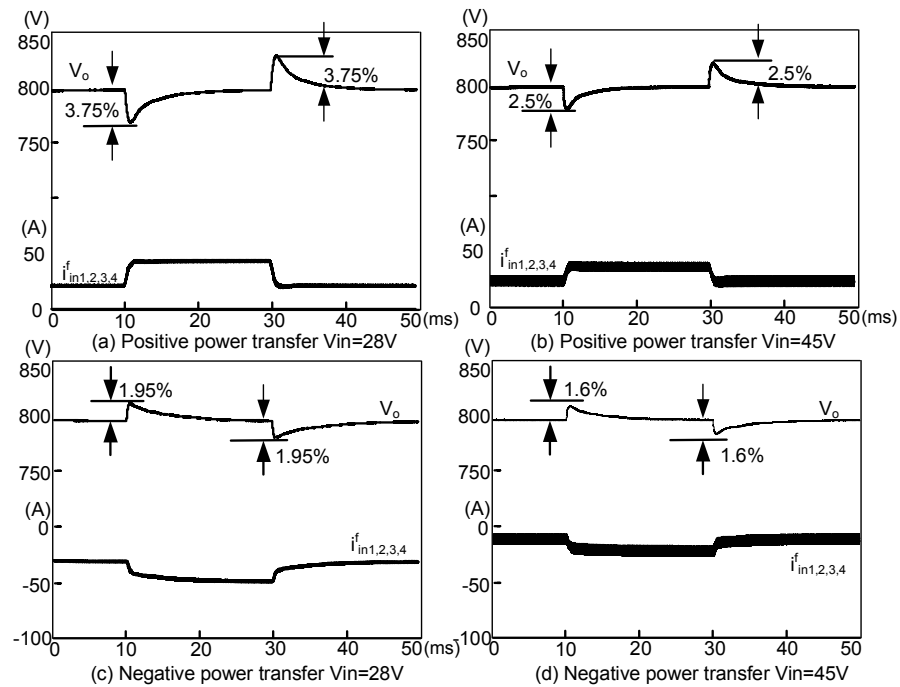 (V)
850
800
750
(A)
50
0
V_o
3.75%
3.75%
i^f_in1,2,3,4
0 10 20 30 40 50 (ms)
(a) Positive power transfer Vin=28V
(V)
850
800
750
(A)
50
0
2.5%
2.5%
V_o
i^f_in1,2,3,4
0 10 20 30 40 50 (ms)
(b) Positive power transfer Vin=45V
(V)
850
800
750
(A)
0
-50
-100
1.95%
V_o
1.95%
i^f_in1,2,3,4
0 10 20 30 40 50 (ms)
(c) Negative power transfer Vin=28V
(V)
850
800
750
(A)
0
-50
-100
1.6%
V_o
1.6%
i^f_in1,2,3,4
0 10 20 30 40 50
(d) Negative power transfer Vin=45V